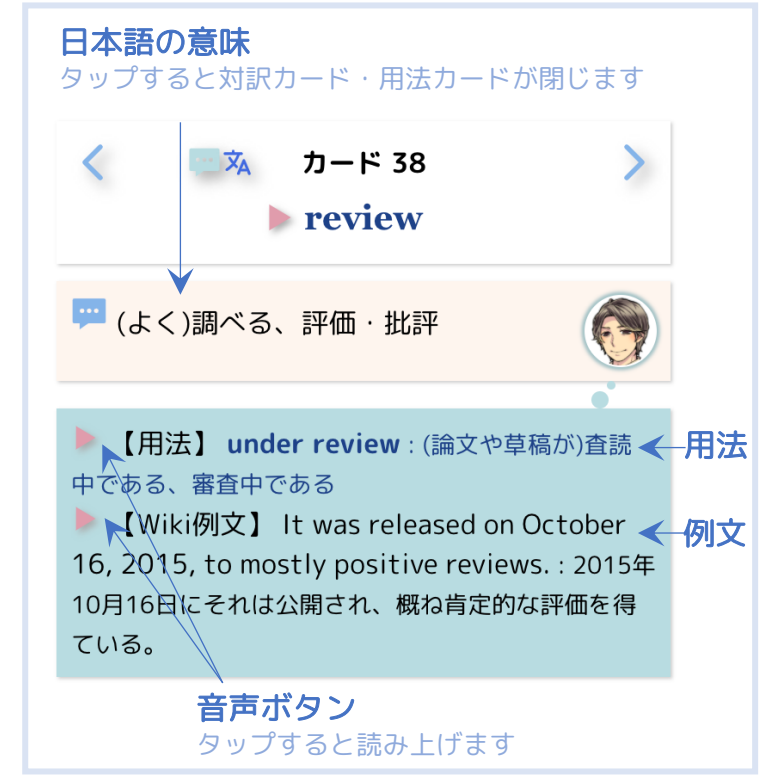 日本語の意味
タップすると対訳カード・用法カードが閉じます
カード 38
review
(よく)調べる、評価・批評
【用法】 under review : (論文や草稿が)査読
中である、審査中である
用法
【Wiki例文】 It was released on October
16, 2015, to mostly positive reviews. : 2015年
10月16日にそれは公開され、概ね肯定的な評価を得
ている。
例文
音声ボタン
タップすると読み上げます